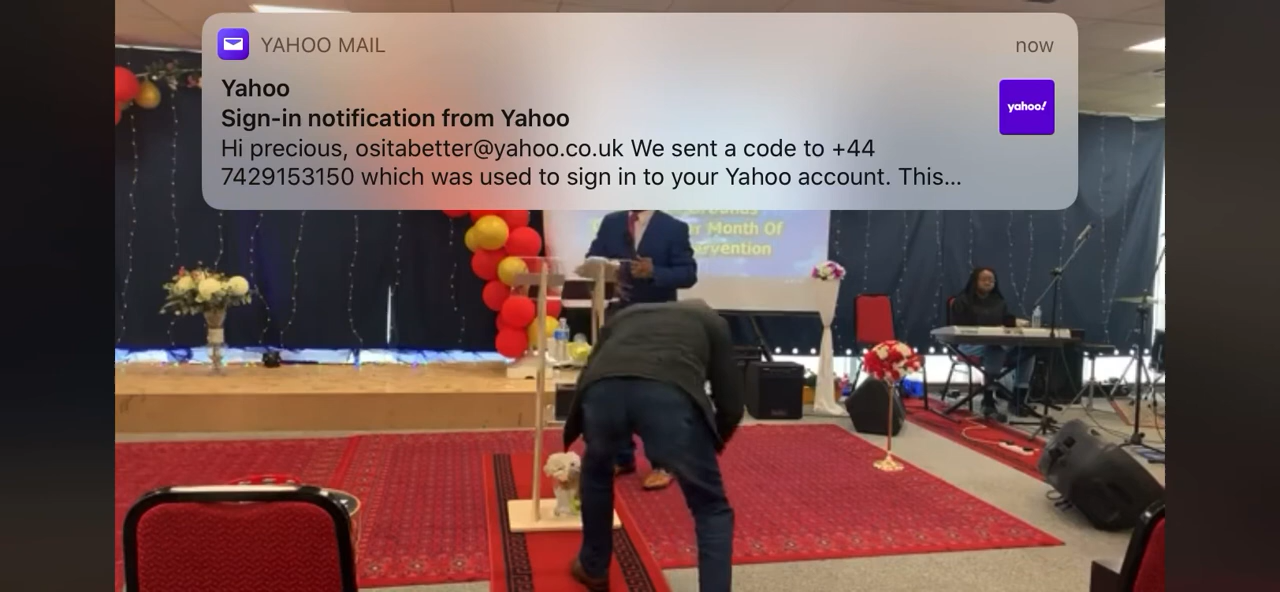 YAHOO MAIL
now
Yahoo
Sign-in notification from Yahoo
yahoo!
Hi precious, ositabetter@yahoo.co.uk We sent a code to +44
7429153150 which was used to sign in to your Yahoo account. This...
Month Of